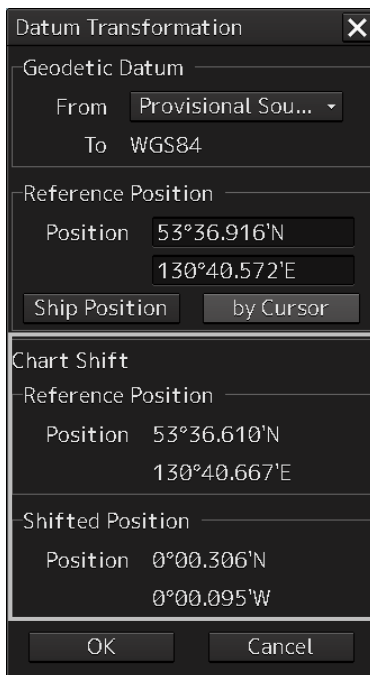 Datum Transformation
Geodetic Datum
From Provisional Sou...
To WGS84
Reference Position
Position 53°36.916'N
130°40.572'E
Ship Position by Cursor
Chart Shift
Reference Position
Position 53°36.610'N
130°40.667'E
Shifted Position
Position 0°00.306'N
0°00.095'W
OK Cancel